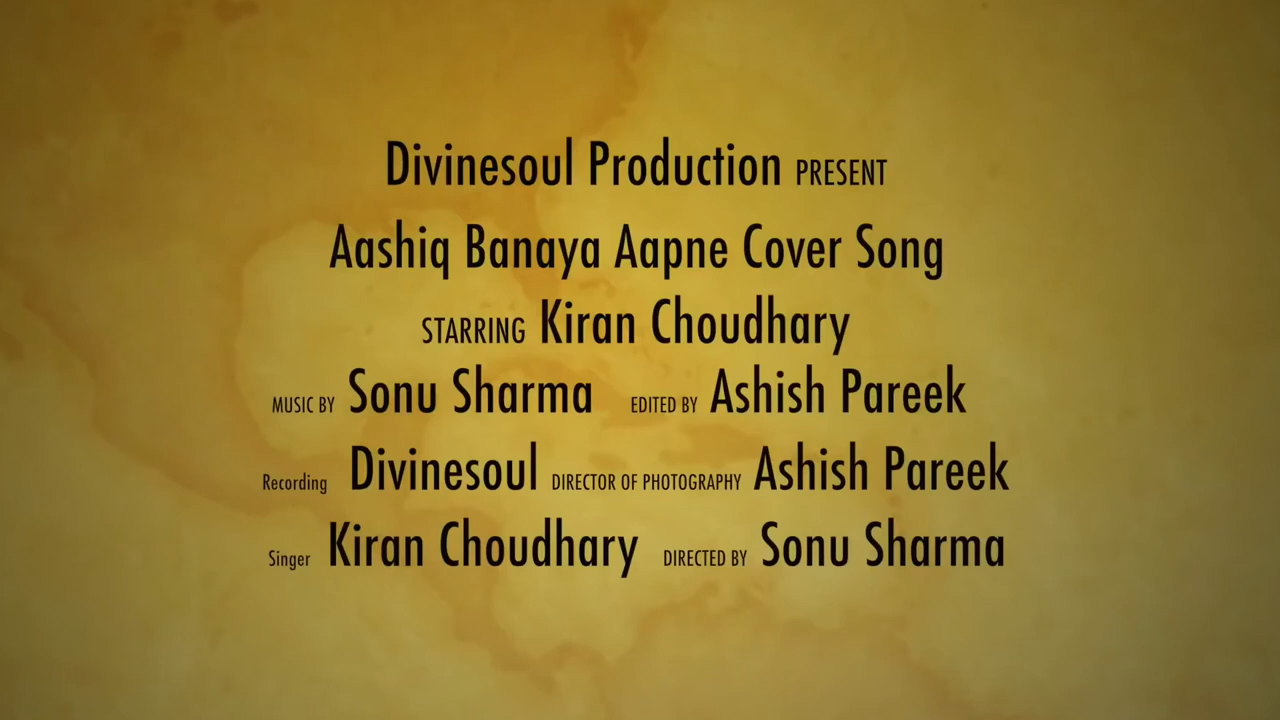 Divinesoul Production PRESENT
Aashiq Banaya Aapne Cover Song
STARRING Kiran Choudhary
MUSIC BY Sonu Sharma EDITED BY Ashish Pareek
Recording Divinesoul DIRECTOR OF PHOTOGRAPHY Ashish Pareek
Singer Kiran Choudhary DIRECTED BY Sonu Sharma